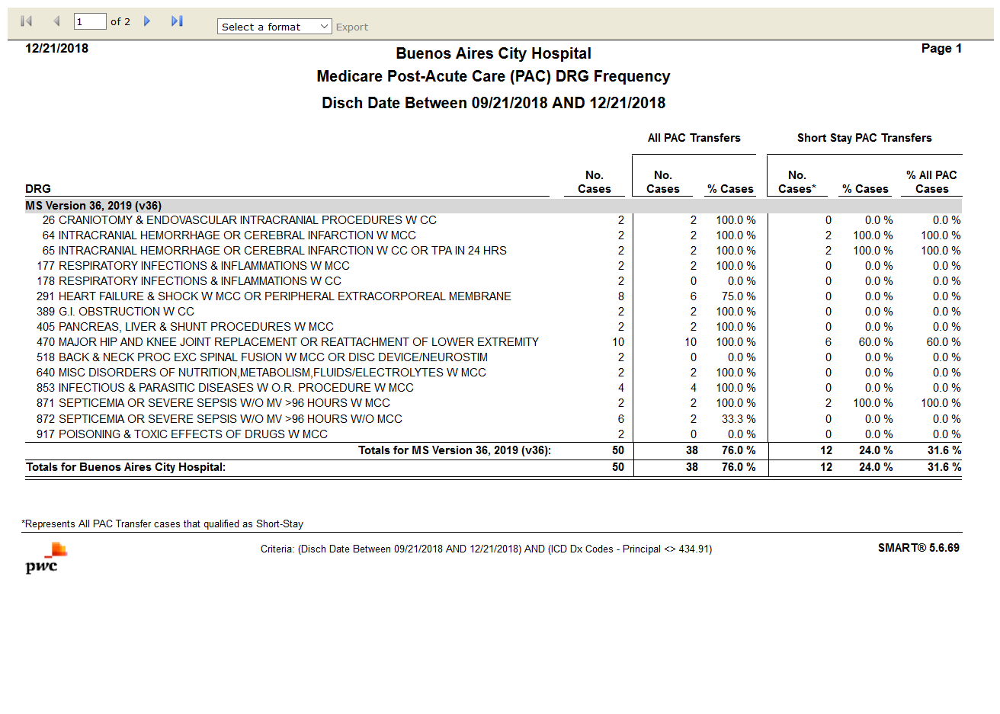 1 of 2 Select a format Export
12/21/2018 Buenos Aires City Hospital Page 1
Medicare Post-Acute Care (PAC) DRG Frequency
Disch Date Between 09/21/2018 AND 12/21/2018
All PAC Transfers Short Stay PAC Transfers
No. No. No. % All PAC
DRG Cases Cases % Cases Cases* % Cases Cases
MS Version 36, 2019 (v36)
26 CRANIOTOMY & ENDOVASCULAR INTRACRANIAL PROCEDURES W CC 2 2 100.0 % 0 0.0 % 0.0 %
64 INTRACRANIAL HEMORRHAGE OR CEREBRAL INFARCTION W MCC 2 2 100.0 % 2 100.0 % 100.0 %
65 INTRACRANIAL HEMORRHAGE OR CEREBRAL INFARCTION W CC OR TPA IN 24 HRS 2 2 100.0 % 2 100.0 % 100.0 %
177 RESPIRATORY INFECTIONS & INFLAMMATIONS W MCC 2 2 100.0 % 0 0.0 % 0.0 %
178 RESPIRATORY INFECTIONS & INFLAMMATIONS W CC 2 0 0.0 % 0 0.0 % 0.0 %
291 HEART FAILURE & SHOCK W MCC OR PERIPHERAL EXTRACORPOREAL MEMBRANE 8 6 75.0 % 0 0.0 % 0.0 %
389 G.I. OBSTRUCTION W CC 2 2 100.0 % 0 0.0 % 0.0 %
405 PANCREAS, LIVER & SHUNT PROCEDURES W MCC 2 2 100.0 % 0 0.0 % 0.0 %
470 MAJOR HIP AND KNEE JOINT REPLACEMENT OR REATTACHMENT OF LOWER EXTREMITY 10 10 100.0 % 6 60.0 % 60.0 %
518 BACK & NECK PROC EXC SPINAL FUSION W MCC OR DISC DEVICE/NEUROSTIM 2 0 0.0 % 0 0.0 % 0.0 %
640 MISC DISORDERS OF NUTRITION,METABOLISM,FLUIDS/ELECTROLYTES W MCC 2 2 100.0 % 0 0.0 % 0.0 %
853 INFECTIOUS & PARASITIC DISEASES W O.R. PROCEDURE W MCC 4 4 100.0 % 0 0.0 % 0.0 %
871 SEPTICEMIA OR SEVERE SEPSIS W/O MV >96 HOURS W MCC 2 2 100.0 % 2 100.0 % 100.0 %
872 SEPTICEMIA OR SEVERE SEPSIS W/O MV >96 HOURS W/O MCC 6 2 33.3 % 0 0.0 % 0.0 %
917 POISONING & TOXIC EFFECTS OF DRUGS W MCC 2 0 0.0 % 0 0.0 % 0.0 %
Totals for MS Version 36, 2019 (v36): 50 38 76.0 % 12 24.0 % 31.6 %
Totals for Buenos Aires City Hospital: 50 38 76.0 % 12 24.0 % 31.6 %
*Represents All PAC Transfer cases that qualified as Short-Stay
Criteria: (Disch Date Between 09/21/2018 AND 12/21/2018) AND (ICD Dx Codes - Principal <> 434.91) SMART® 5.6.69
pwc